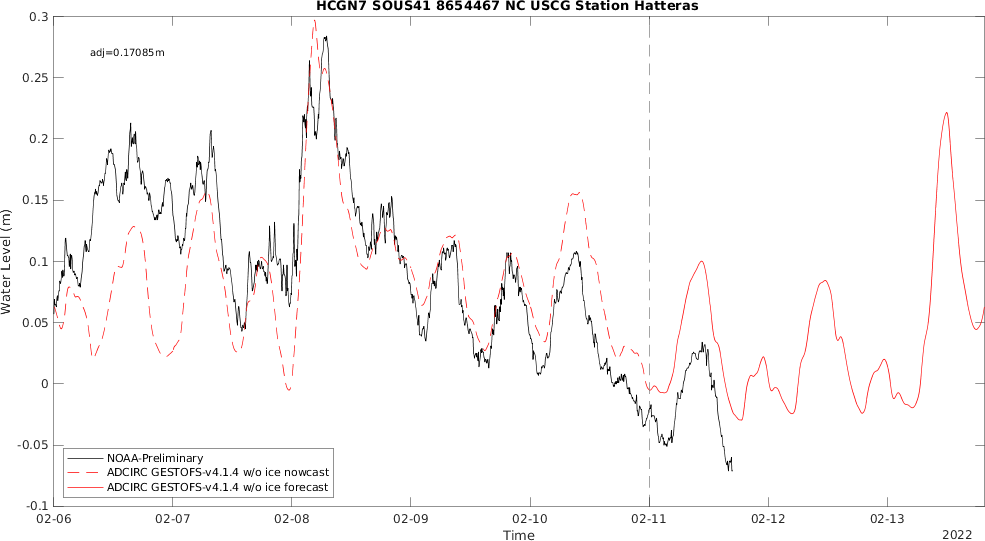 HCGN7 SOUS41 8654467 NC USCG Station Hatteras
adj=0.17085m
0.3
0.25
0.2
0.15
0.1
0.05
0
-0.05
-0.1
Water Level (m)
NOAA-Preliminary
ADCIRC GESTOFS-v4.1.4 w/o ice nowcast
ADCIRC GESTOFS-v4.1.4 w/o ice forecast
02-06 02-07 02-08 02-09 02-10 02-11 02-12 02-13
Time
2022